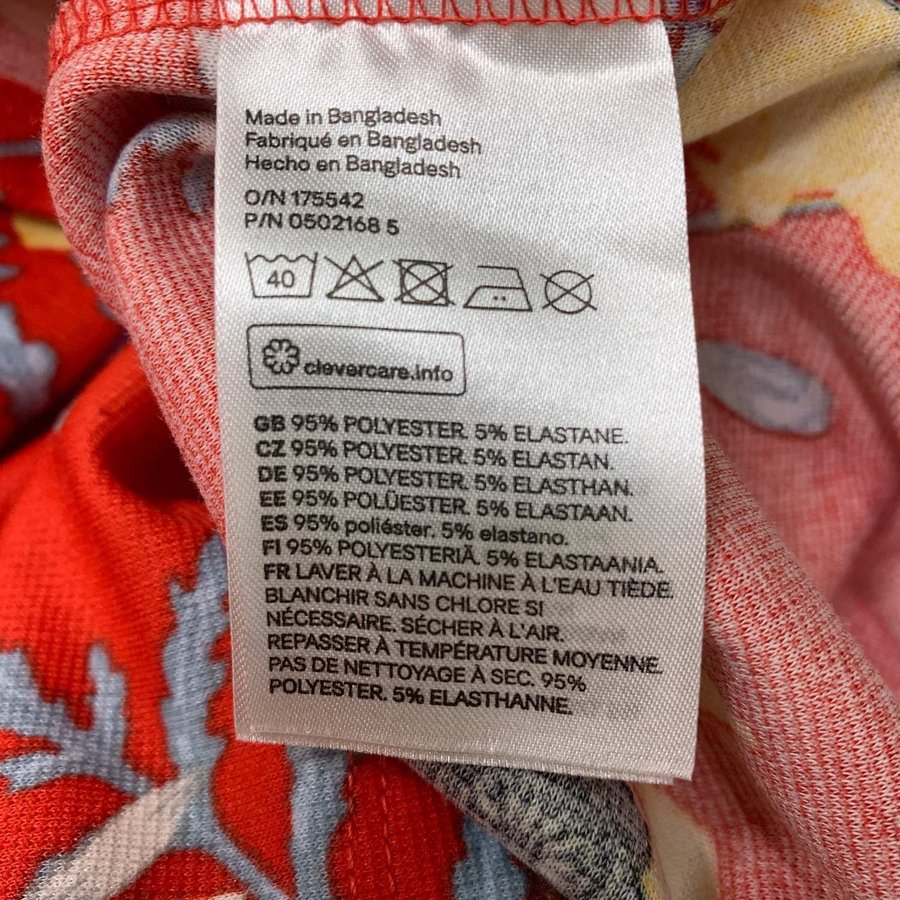 Made in Bangladesh
Fabriqué en Bangladesh
Hecho en Bangladesh
O/N 175542
P/N 0502168 5
40
clevercare.info
GB 95% POLYESTER. 5% ELASTANE.
CZ 95% POLYESTER. 5% ELASTAN.
DE 95% POLYESTER. 5% ELASTHAN.
EE 95% POLÜESTER. 5% ELASTAAN.
ES 95% poliéster. 5% elastano.
FI 95% POLYESTERIÄ. 5% ELASTAANIA.
FR LAVER À LA MACHINE À L'EAU TIÈDE.
BLANCHIR SANS CHLORE SI
NÉCESSAIRE. SÉCHER À L'AIR.
REPASSER À TEMPÉRATURE MOYENNE.
PAS DE NETTOYAGE À SEC. 95%
POLYESTER. 5% ELASTHANNE.